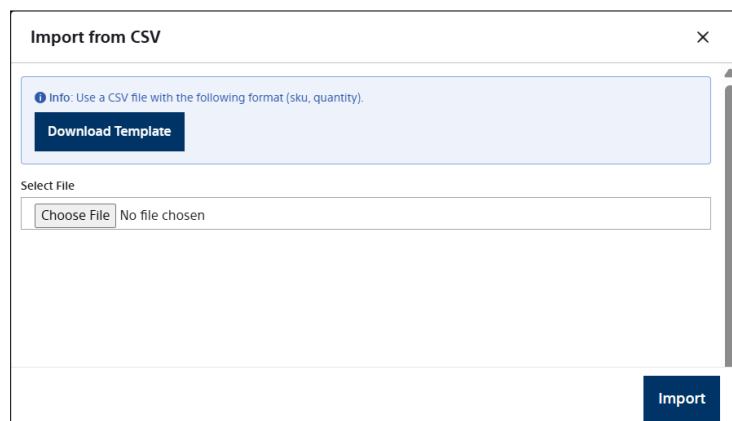 Import from CSV
Info: Use a CSV file with the following format (sku, quantity).
Download Template
Select File
Choose File No file chosen
Import